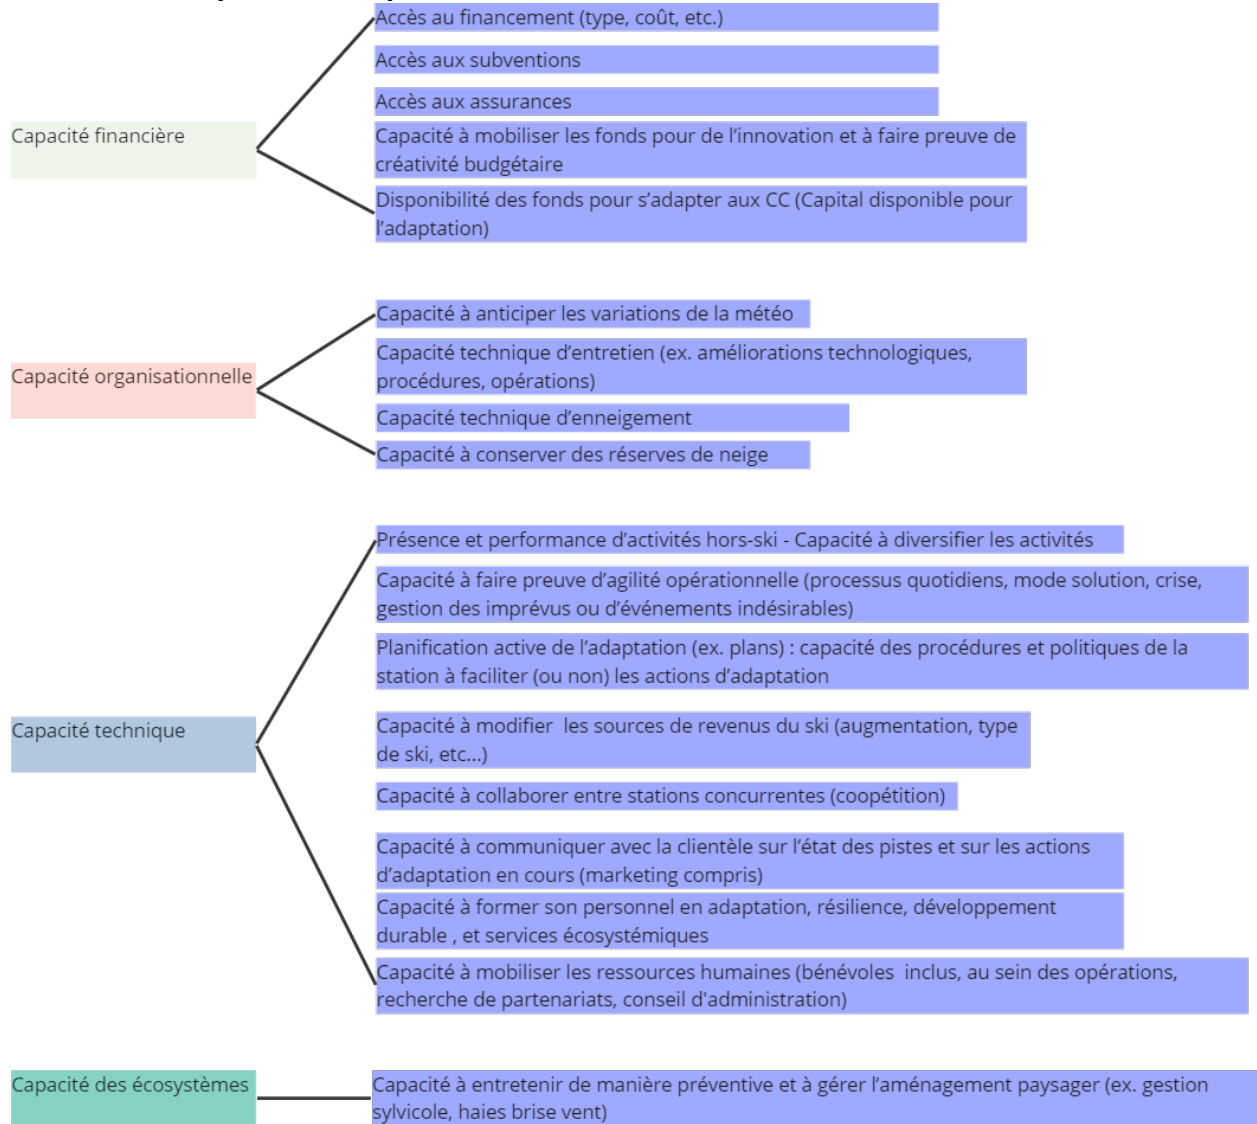 Accès au financement (type, coût, etc.)
Accès aux subventions
Accès aux assurances
Capacité financière
Capacité à mobiliser les fonds pour de l’innovation et à faire preuve de
créativité budgétaire
Disponibilité des fonds pour s’adapter aux CC (Capital disponible pour
l’adaptation)
Capacité à anticiper les variations de la météo
Capacité organisationnelle
Capacité technique d’entretien (ex. améliorations technologiques,
procédures, opérations)
Capacité technique d’enneigement
Capacité à conserver des réserves de neige
Présence et performance d’activités hors-ski - Capacité à diversifier les activités
Capacité à faire preuve d’agilité opérationnelle (processus quotidiens, mode solution, crise,
gestion des imprévus ou d’événements indésirables)
Planification active de l’adaptation (ex. plans) : capacité des procédures et politiques de la
station à faciliter (ou non) les actions d’adaptation
Capacité technique
Capacité à modifier  les sources de revenus du ski (augmentation, type
de ski, etc...)
Capacité à collaborer entre stations concurrentes (coopétition)
Capacité à communiquer avec la clientèle sur l’état des pistes et sur les actions
d’adaptation en cours (marketing compris)
Capacité à former son personnel en adaptation, résilience, développement
durable , et services écosystémiques
Capacité à mobiliser les ressources humaines (bénévoles  inclus, au sein des opérations,
recherche de partenariats, conseil d'administration)
Capacité des écosystèmes
Capacité à entretenir de manière préventive et à gérer l’aménagement paysager (ex. gestion
sylvicole, haies brise vent)